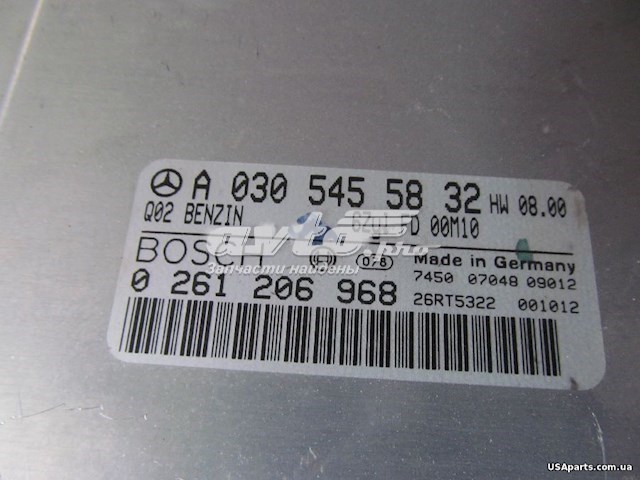 A 030 545 58 32 HW 08.00
Q02 BENZIN D 00M10
BOSCH 078 Made in Germany
7450 07048 09012
0 261 206 968 26RT5322 001012
Запчасти найдены
USAparts.com.ua